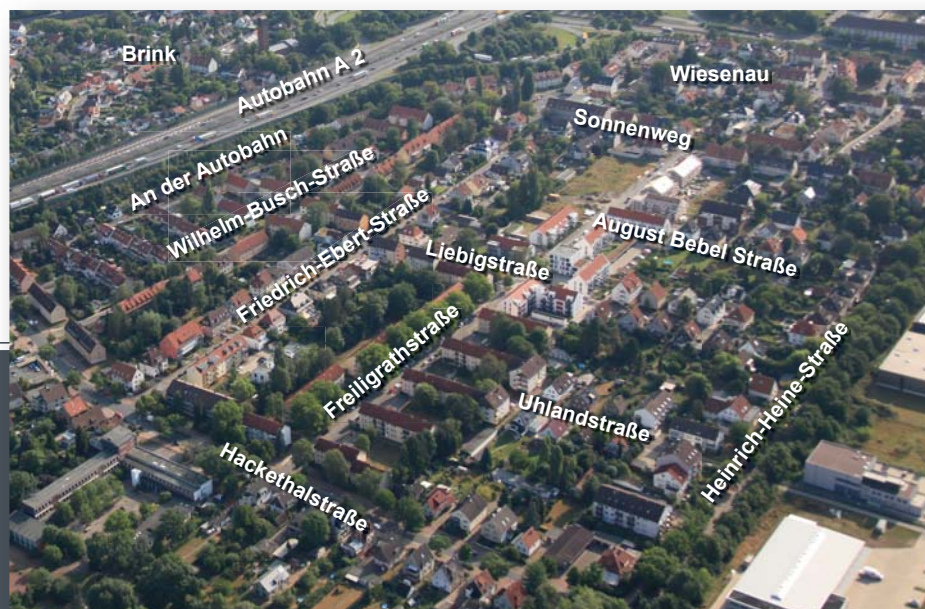 Brink
Autobahn A 2
Wiesenau
Sonnenweg
An der Autobahn
Wilhelm-Busch-Straße
Friedrich-Ebert-Straße
Liebigstraße
August Bebel Straße
Freiligrathstraße
Uhlandstraße
Heinrich-Heine-Straße
Hackethalstraße